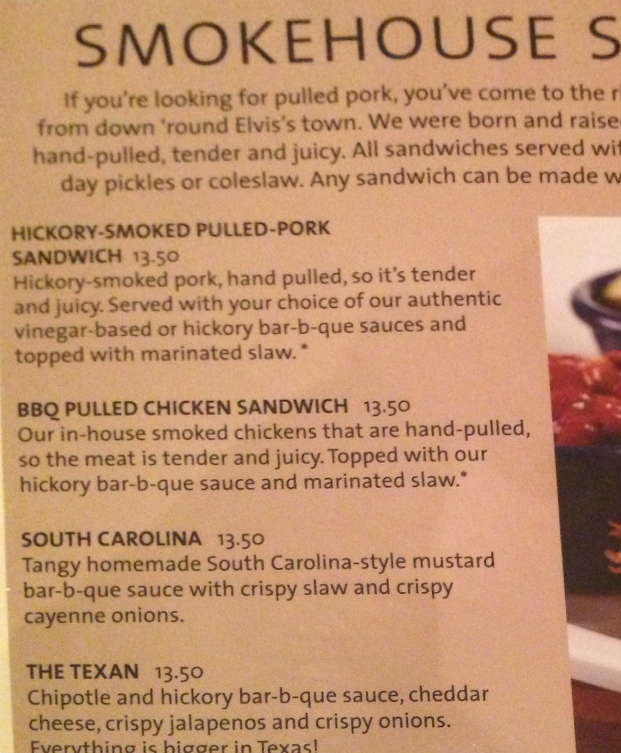 SMOKEHOUSE S
If you're looking for pulled pork, you've come to the r
from down 'round Elvis's town. We were born and raise
hand-pulled, tender and juicy. All sandwiches served wit
day pickles or coleslaw. Any sandwich can be made w
HICKORY-SMOKED PULLED-PORK
SANDWICH 13.50
Hickory-smoked pork, hand pulled, so it's tender
and juicy. Served with your choice of our authentic
vinegar-based or hickory bar-b-que sauces and
topped with marinated slaw.*
BBQ PULLED CHICKEN SANDWICH 13.50
Our in-house smoked chickens that are hand-pulled,
so the meat is tender and juicy. Topped with our
hickory bar-b-que sauce and marinated slaw.*
SOUTH CAROLINA 13.50
Tangy homemade South Carolina-style mustard
bar-b-que sauce with crispy slaw and crispy
cayenne onions.
THE TEXAN 13.50
Chipotle and hickory bar-b-que sauce, cheddar
cheese, crispy jalapenos and crispy onions.
Everything is bigger in Texas!